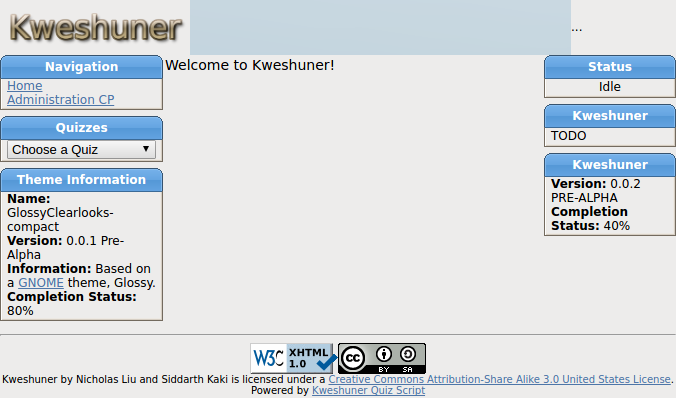 Kweshuner
...
Navigation
Home
Administration CP
Quizzes
Choose a Quiz
Theme Information
Name:
GlossyClearlooks-
compact
Version: 0.0.1 Pre-
Alpha
Information: Based on
a GNOME theme, Glossy.
Completion Status:
80%
Welcome to Kweshuner!
Status
Idle
Kweshuner
TODO
Kweshuner
Version: 0.0.2
PRE-ALPHA
Completion
Status: 40%
W3C XHTML 1.0
cc BY SA
Kweshuner by Nicholas Liu and Siddarth Kaki is licensed under a Creative Commons Attribution-Share Alike 3.0 United States License.
Powered by Kweshuner Quiz Script